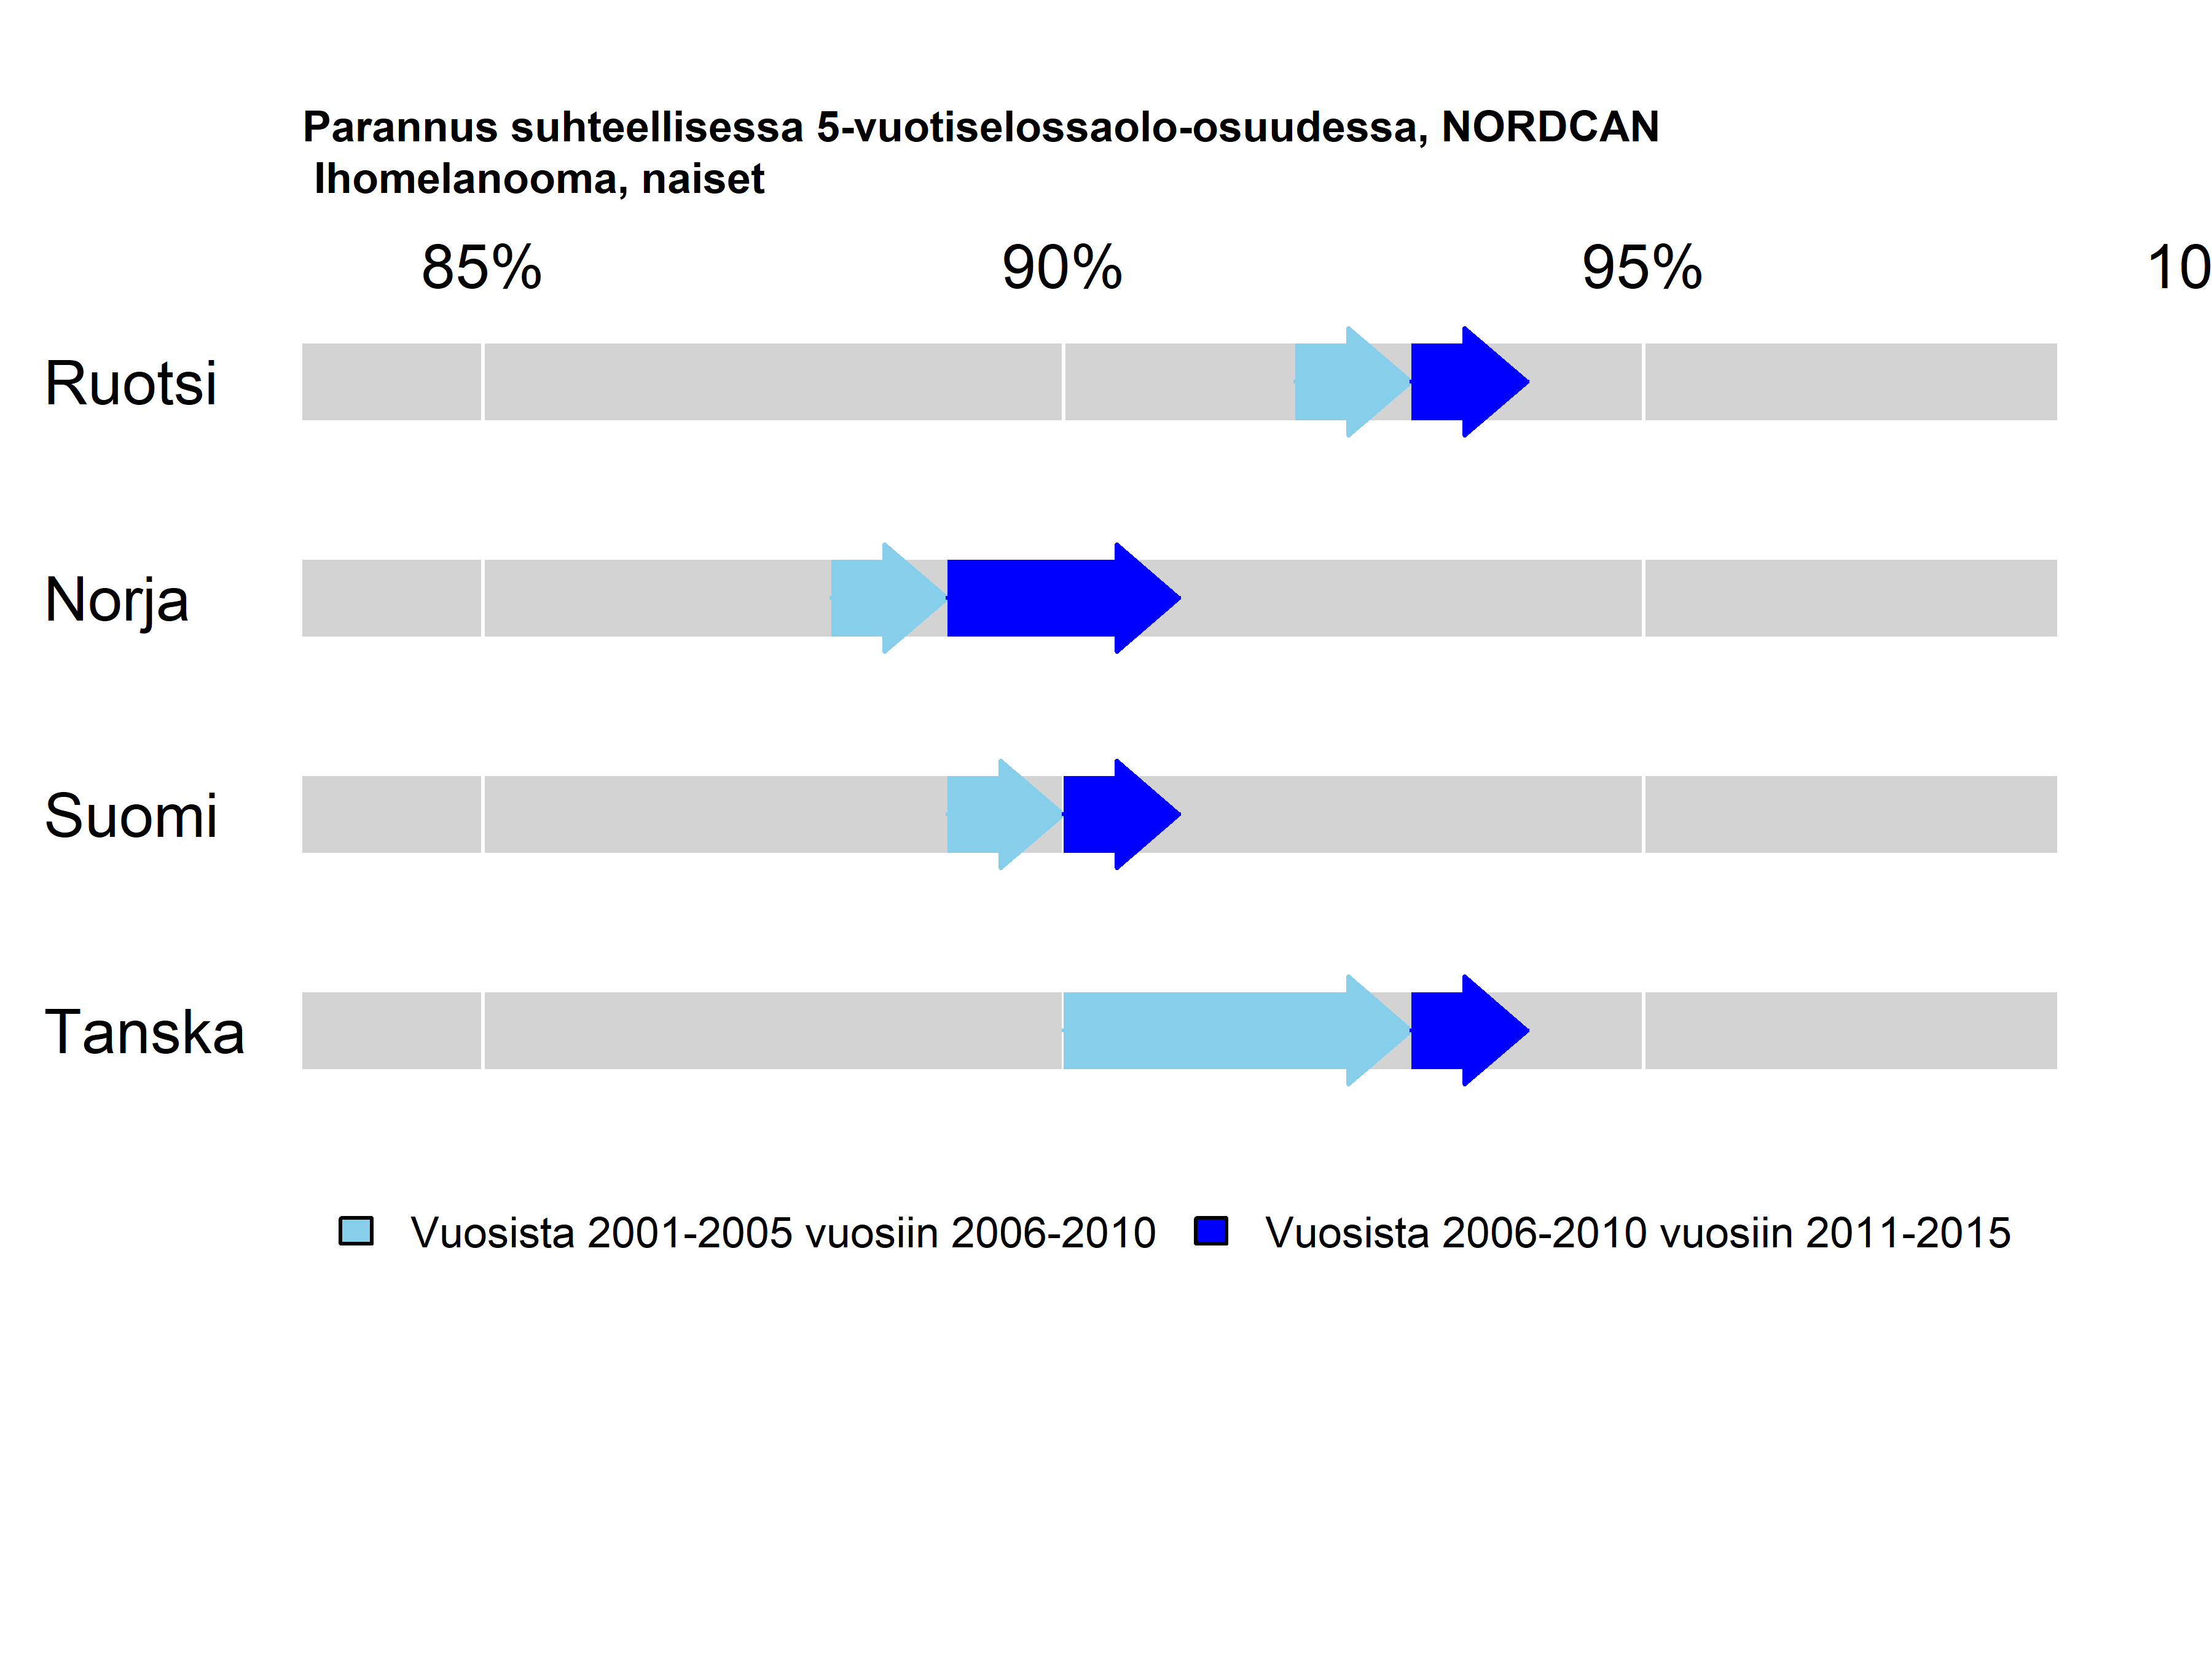 Parannus suhteellisessa 5-vuotiselossaolo-osuudessa, NORDCAN
Ihomelanooma, naiset
85% 90% 95% 10
Ruotsi
Norja
Suomi
Tanska
Vuosista 2001-2005 vuosiin 2006-2010 Vuosista 2006-2010 vuosiin 2011-2015